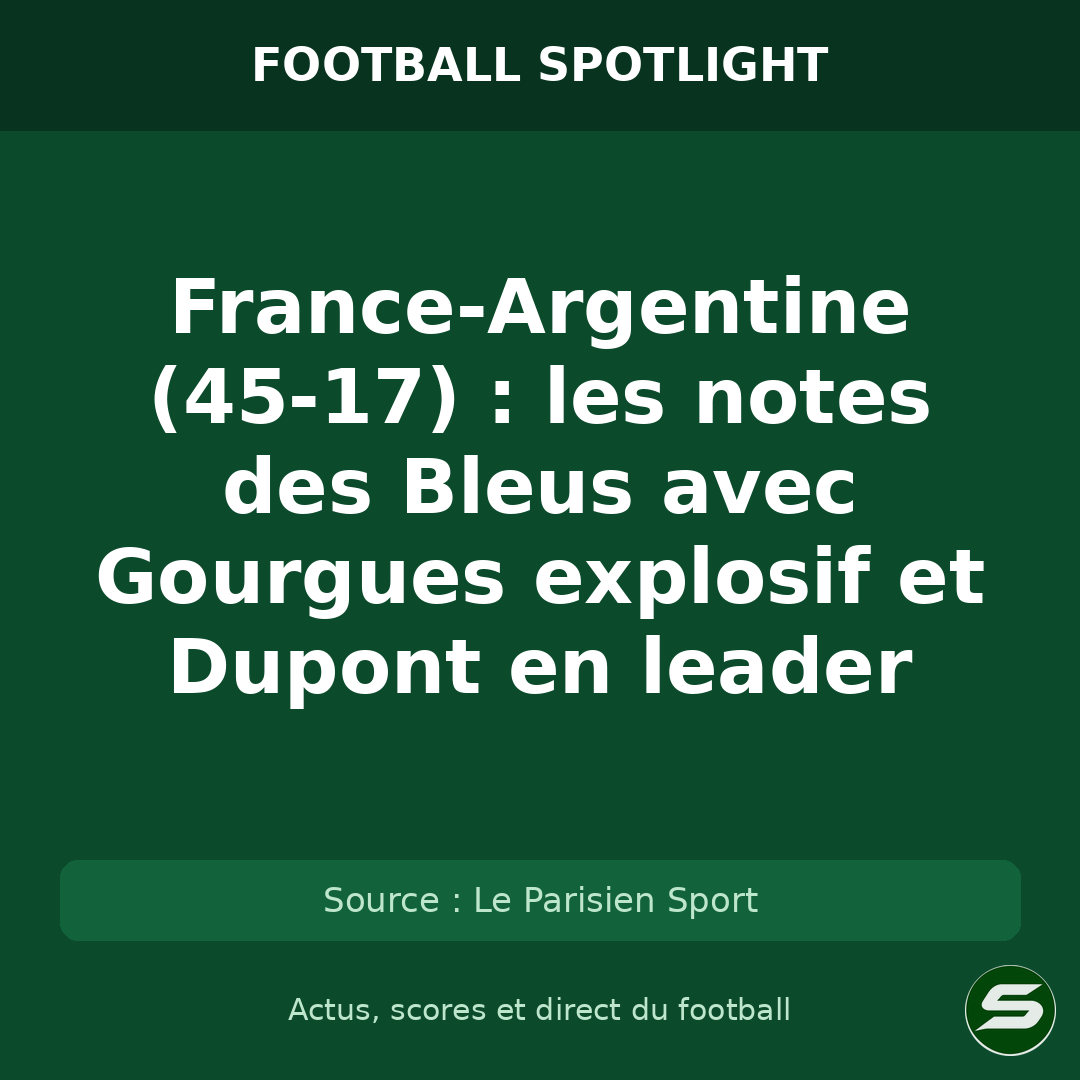 FOOTBALL SPOTLIGHT
France-Argentine
(45-17) : les notes
des Bleus avec
Gourgues explosif et
Dupont en leader
Source : Le Parisien Sport
Actus, scores et direct du football
S